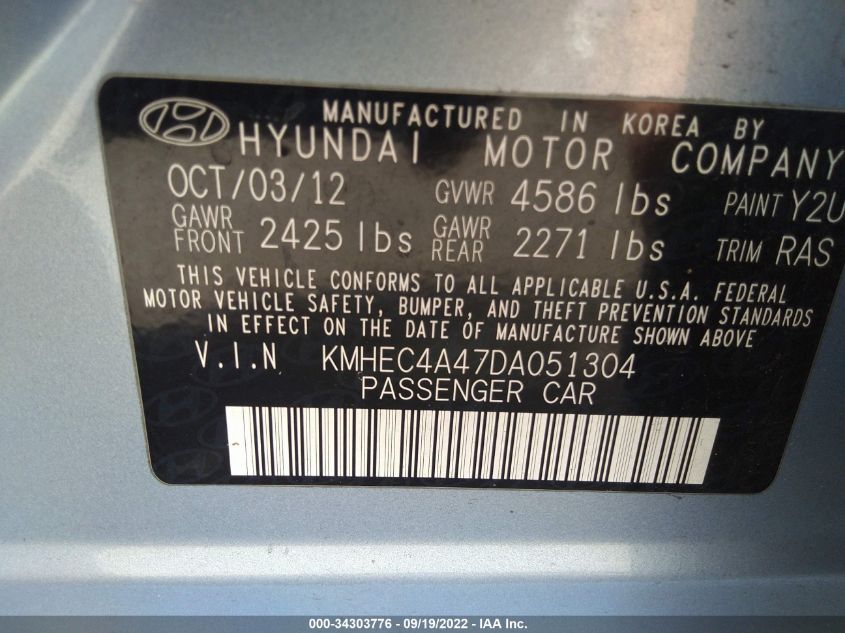 MANUFACTURED IN KOREA BY
HYUNDAI MOTOR COMPANY
OCT/03/12 GVWR 4586 lbs PAINT Y2U
GAWR FRONT 2425 lbs GAWR REAR 2271 lbs TRIM RAS
THIS VEHICLE CONFORMS TO ALL APPLICABLE U.S.A. FEDERAL
MOTOR VEHICLE SAFETY, BUMPER, AND THEFT PREVENTION STANDARDS
IN EFFECT ON THE DATE OF MANUFACTURE SHOWN ABOVE
V.I.N KMHEC4A47DA051304
PASSENGER CAR
000-34303776 - 09/19/2022 - IAA Inc.